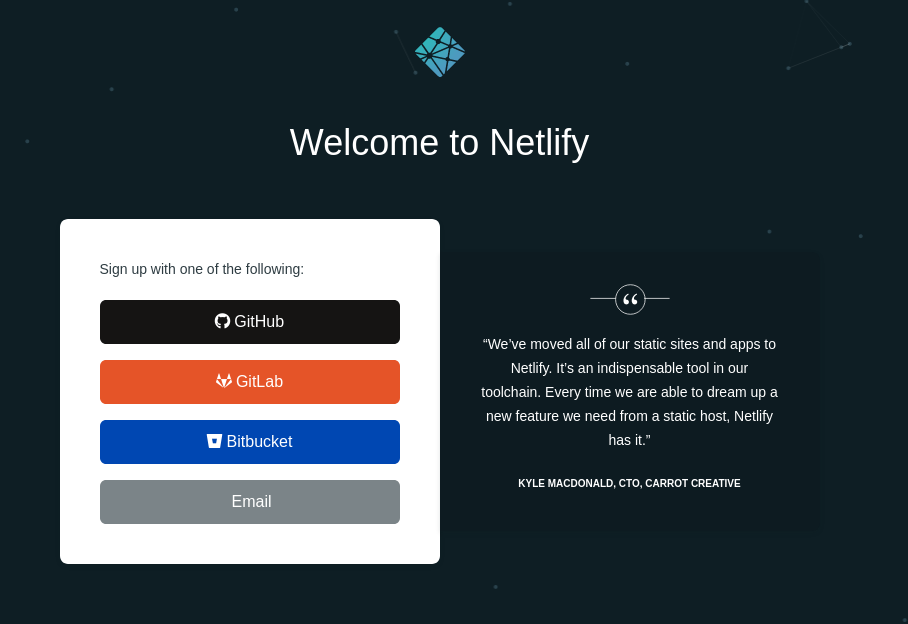 Welcome to Netlify
Sign up with one of the following:
GitHub
GitLab
Bitbucket
Email
“We’ve moved all of our static sites and apps to
Netlify. It’s an indispensable tool in our
toolchain. Every time we are able to dream up a
new feature we need from a static host, Netlify
has it.”
KYLE MACDONALD, CTO, CARROT CREATIVE